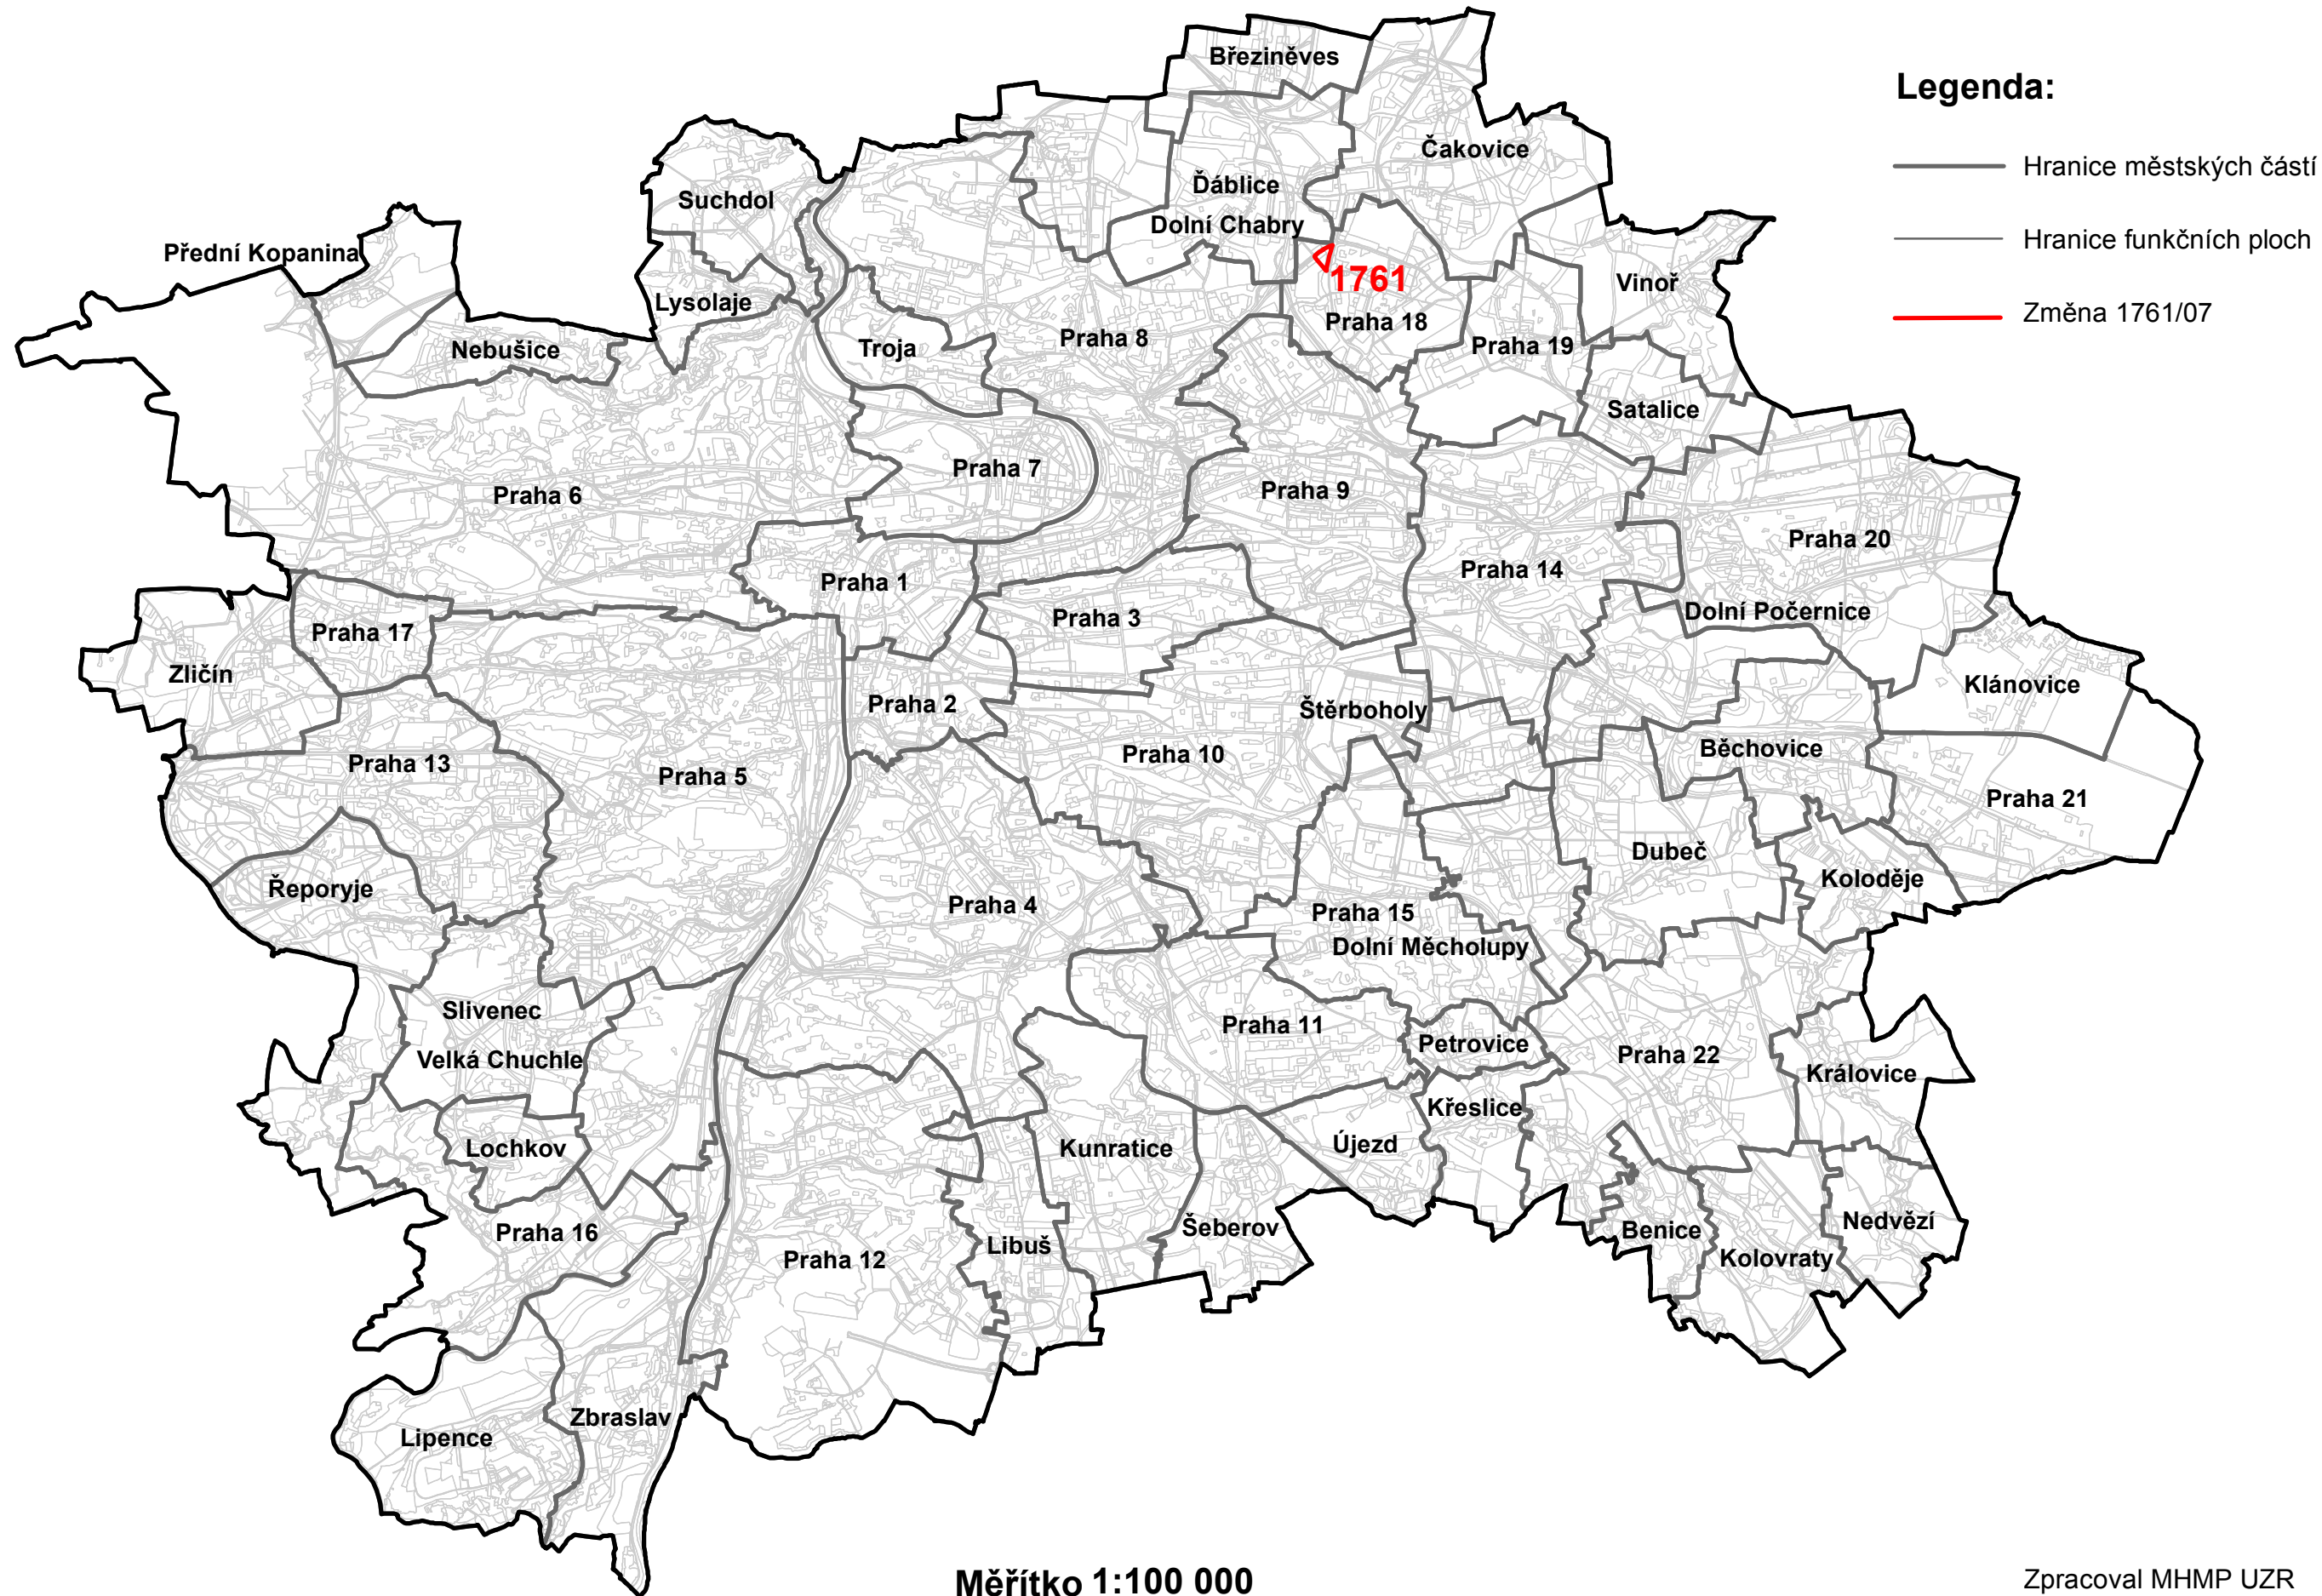 Březiněves
Legenda:
Čakovice
Hranice městských částí
Suchdol
Ďáblice
Dolní Chabry
Přední Kopanina
Hranice funkčních ploch
1761
Vinoř
Lysolaje
Změna 1761/07
Praha 18
Praha 8
Troja
Nebušice
Praha 19
Satalice
Praha 7
Praha 9
Praha 6
Praha 20
Praha 14
Praha 1
Dolní Počernice
Praha 3
Praha 17
Zličín
Klánovice
Praha 2
Štěrboholy
Běchovice
Praha 10
Praha 13
Praha 5
Praha 21
Dubeč
Koloděje
Řeporyje
Praha 4
Praha 15
Dolní Měcholupy
Slivenec
Praha 11
Petrovice
Praha 22
Velká Chuchle
Královice
Křeslice
Lochkov
Kunratice
Újezd
Nedvězí
Šeberov
Benice
Praha 16
Libuš
Praha 12
Kolovraty
Zbraslav
Lipence
Měřítko 1:100 000
Zpracoval MHMP UZR